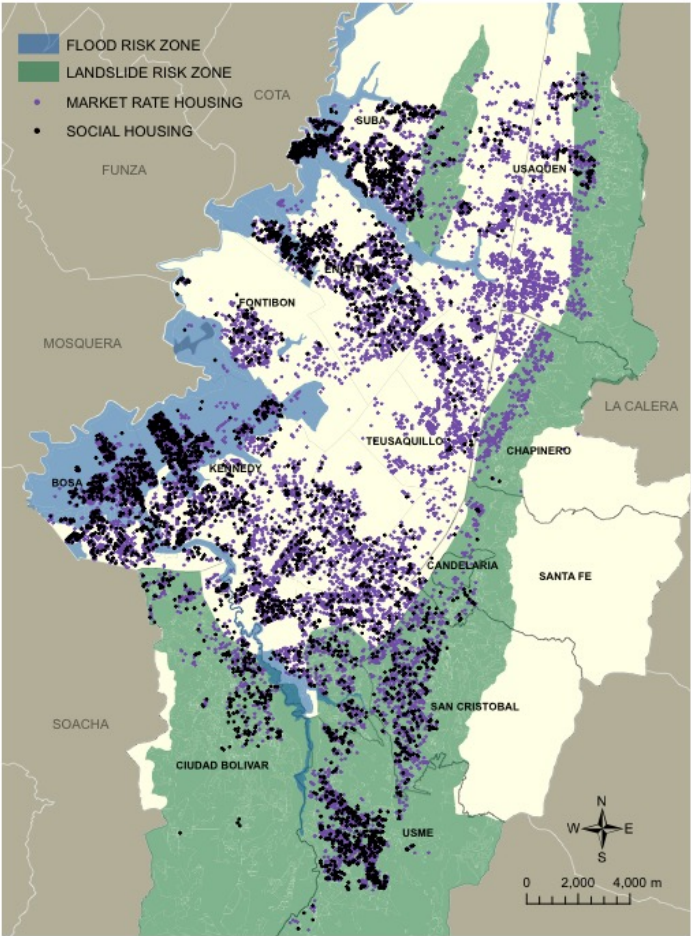 FLOOD RISK ZONE
LANDSLIDE RISK ZONE
MARKET RATE HOUSING
SOCIAL HOUSING
COTA
SUBA
FUNZA
USAQUEN
FONTIBON
MOSQUERA
LA CALERA
TEUSAQUILLO
CHAPINERO
KENNEDY
BOSA
CANDELARIA
SANTA FE
SAN CRISTOBAL
SOACHA
CIUDAD BOLIVAR
USME
N
W E
S
0 2,000 4,000 m